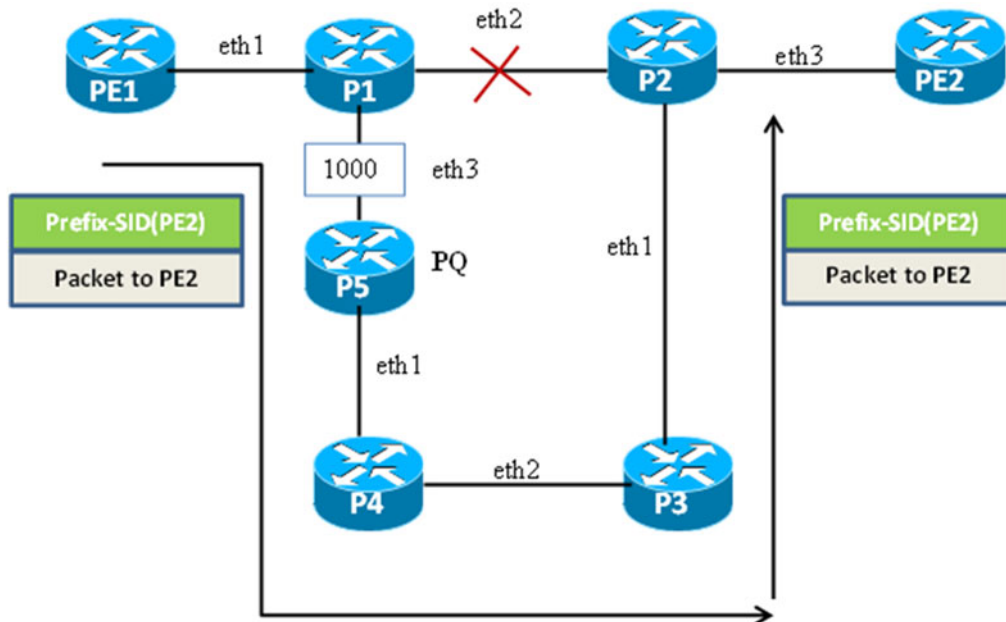 eth2
eth1
eth3
PE1
P1
P2
PE2
1000
eth3
Prefix-SID(PE2)
Packet to PE2
Prefix-SID(PE2)
Packet to PE2
eth1
P5
PQ
eth1
eth2
P4
P3